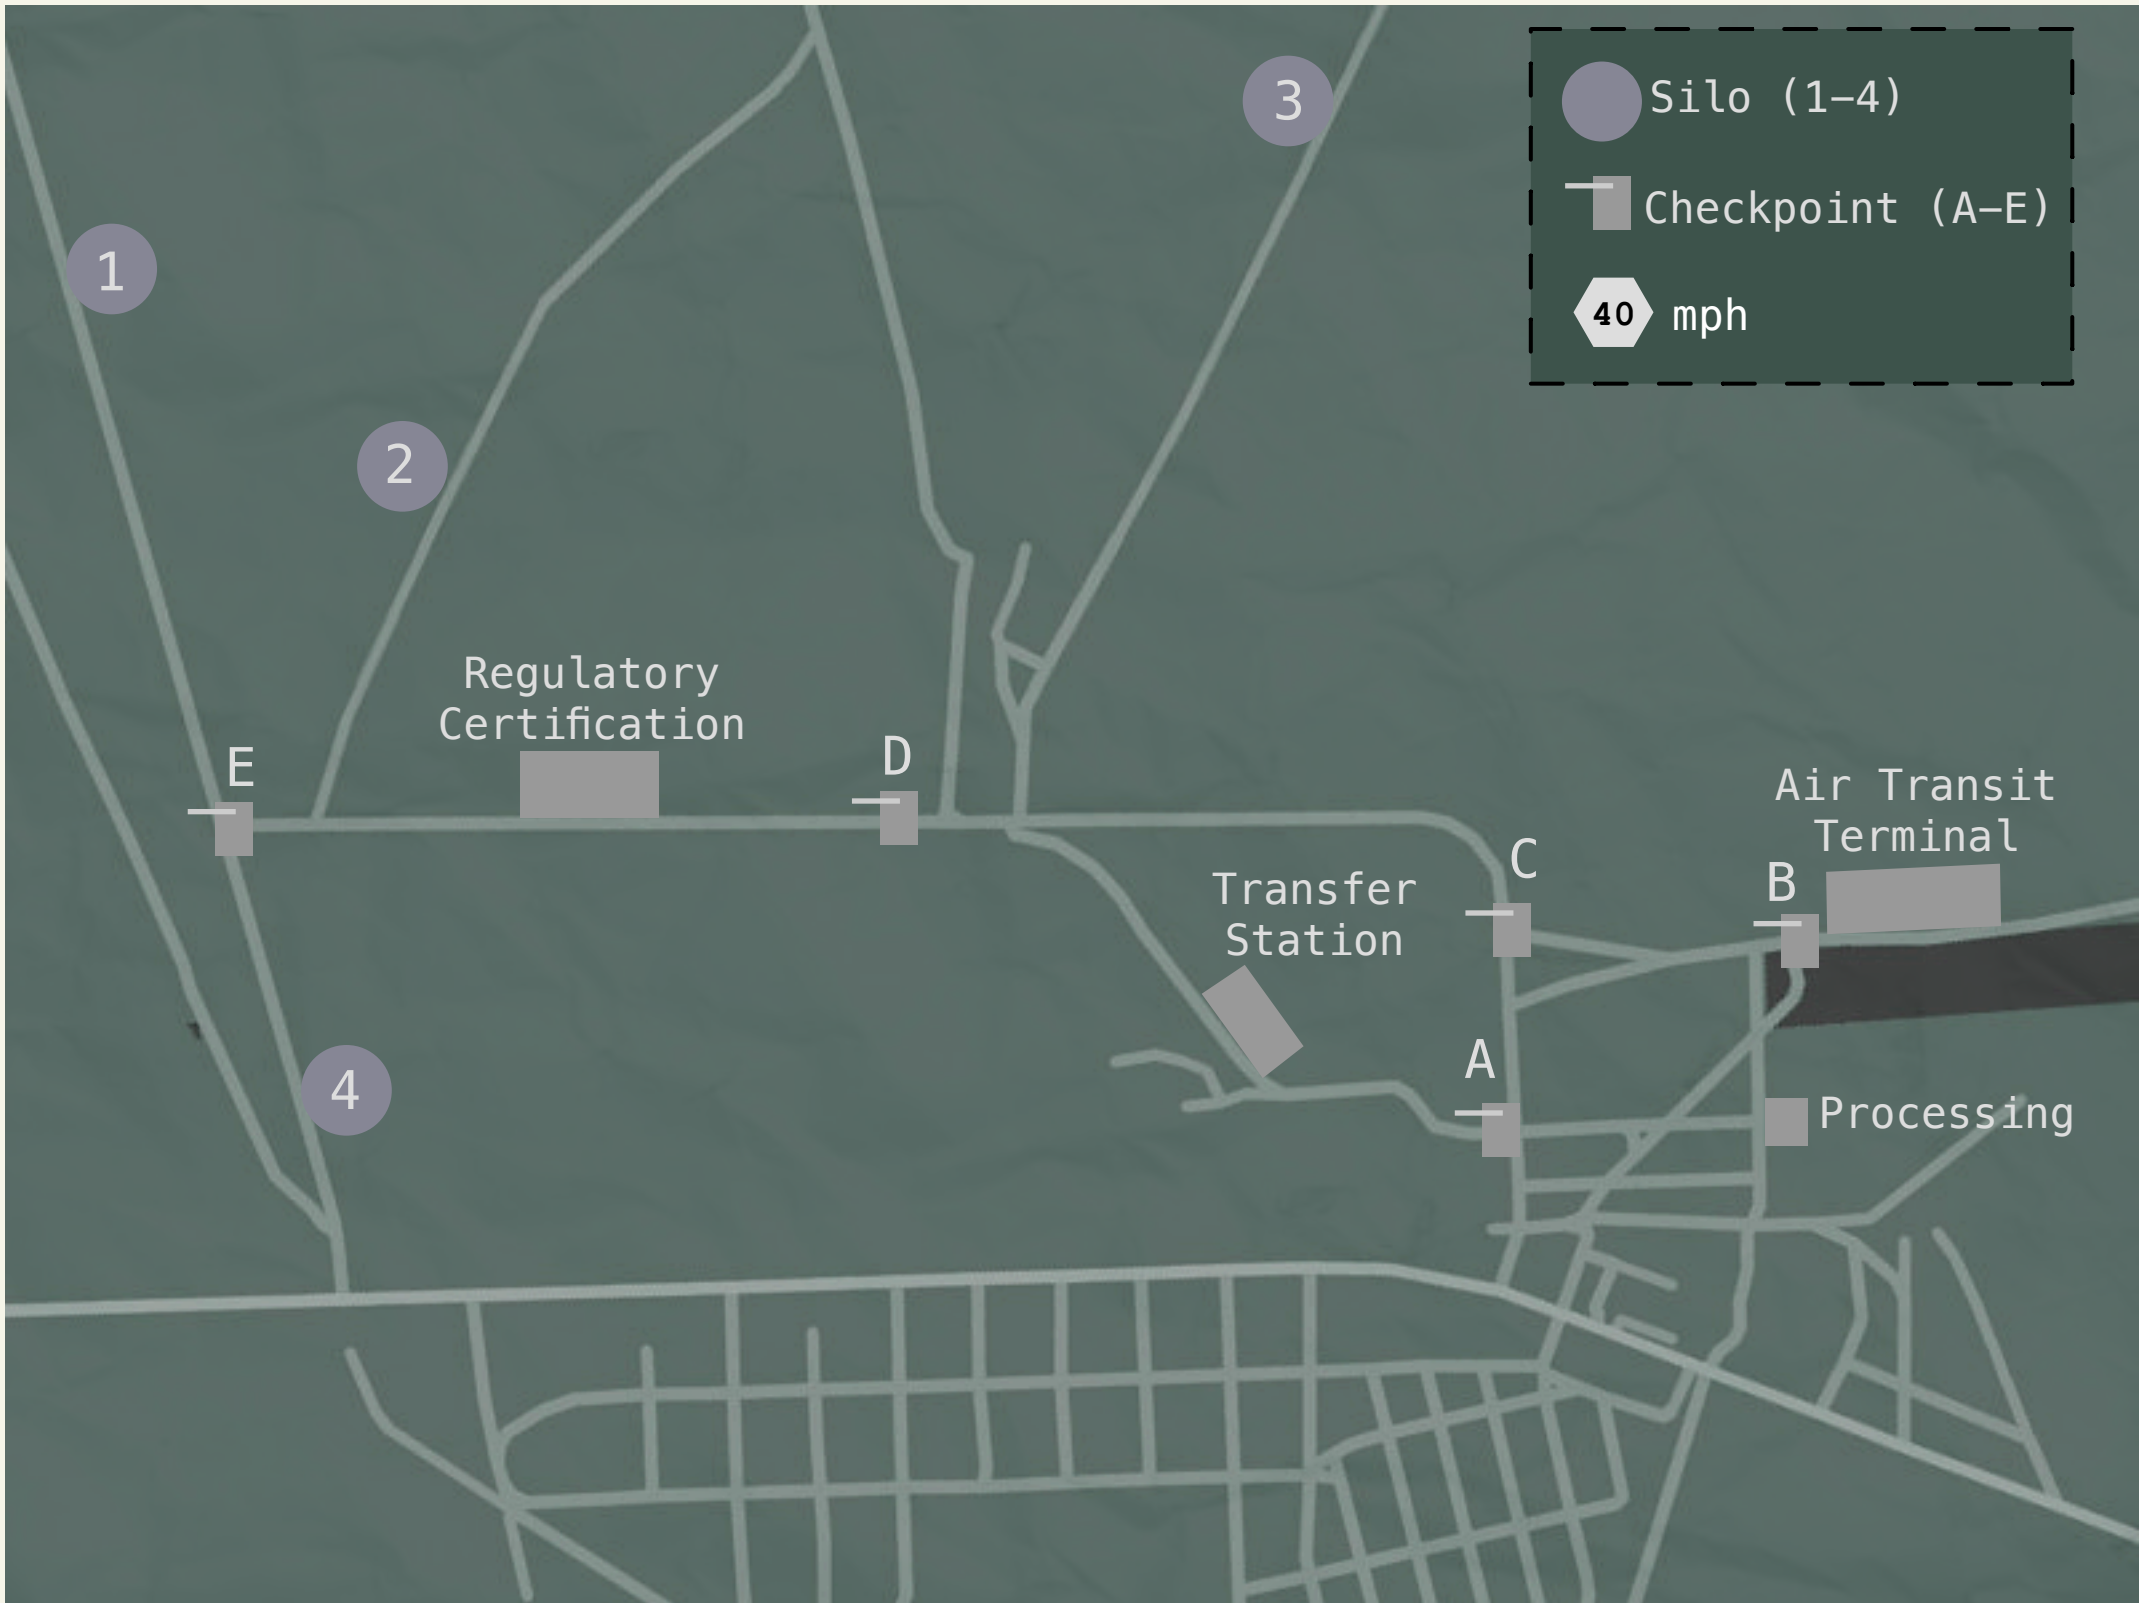 3
Silo (1–4)
Checkpoint (A–E)
40 mph
1
2
Regulatory
Certification
E
D
Air Transit
Terminal
C
B
Transfer
Station
A
4
Processing